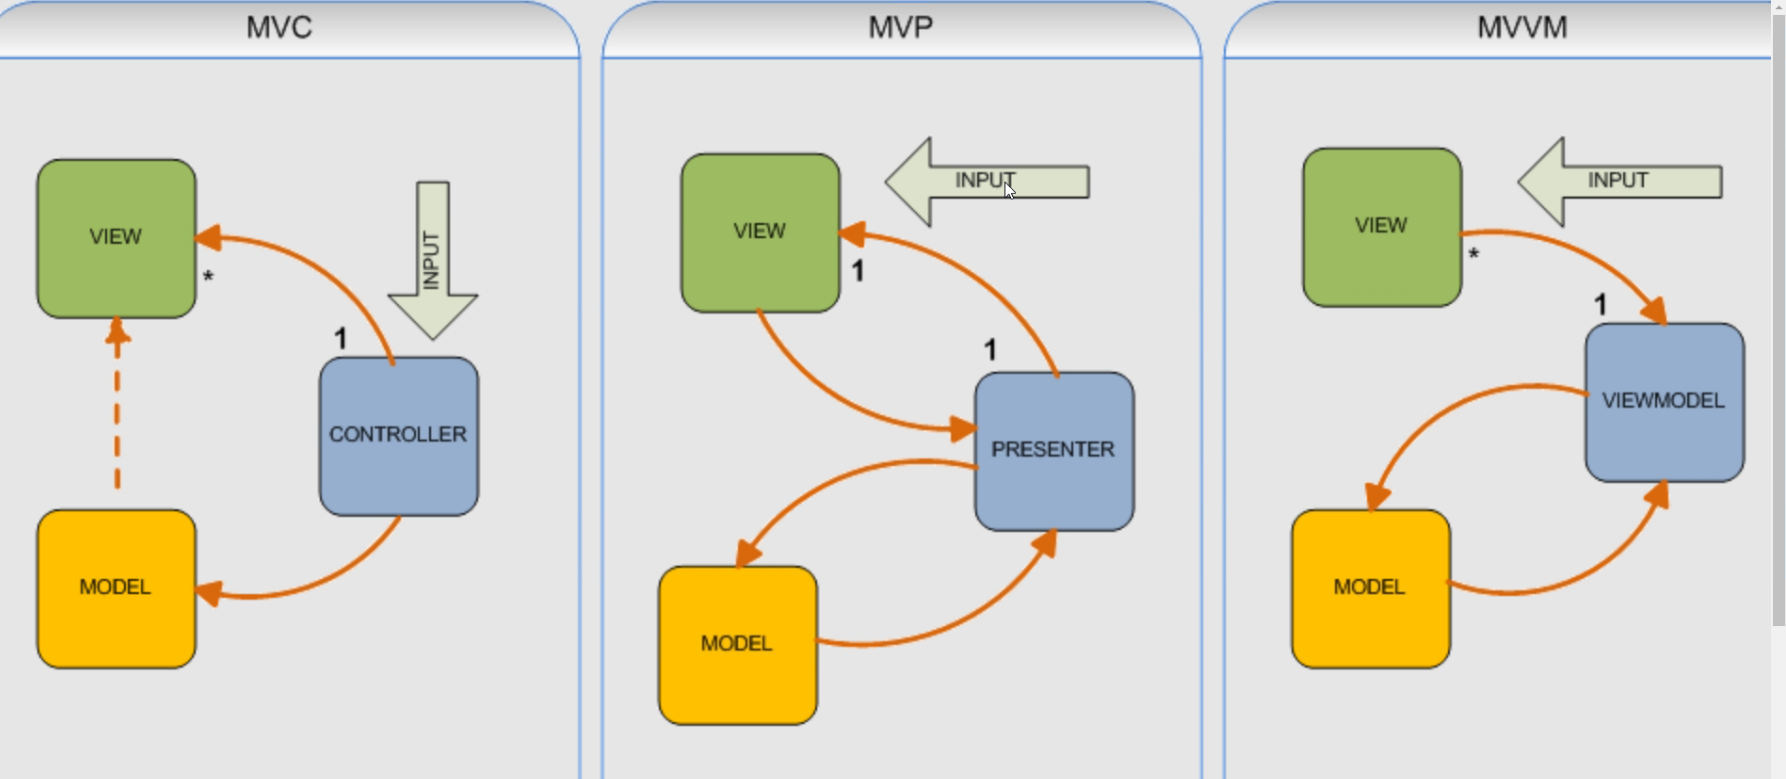 MVC
VIEW
*
INPUT
1
CONTROLLER
MODEL
MVP
INPUT
VIEW
1
1
PRESENTER
MODEL
MVVM
INPUT
VIEW
*
1
VIEWMODEL
MODEL